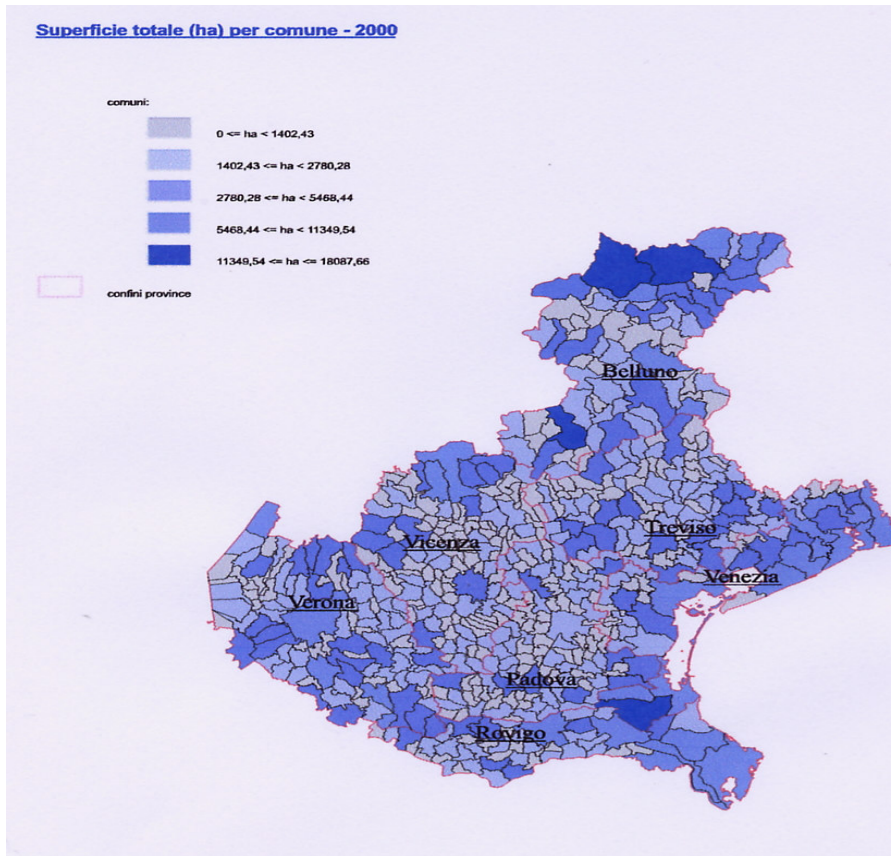 Superficie totale (ha) per comune - 2000
comuni:
0 <= ha < 1402,43
1402,43 <= ha < 2780,28
2780,28 <= ha < 5468,44
5468,44 <= ha < 11349,54
11349,54 <= ha <= 18087,66
confini province
Belluno
Treviso
Vicenza
Venezia
Verona
Padova
Rovigo